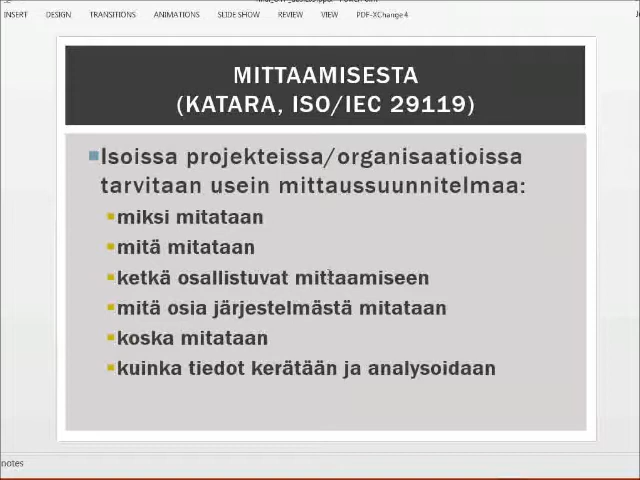 INSERT DESIGN TRANSITIONS ANIMATIONS SLIDE SHOW REVIEW VIEW PDF-XChange 4
MITTAAMISESTA
(KATARA, ISO/IEC 29119)
Isoissa projekteissa/organisaatioissa
tarvitaan usein mittaussuunnitelmaa:
miksi mitataan
mitä mitataan
ketkä osallistuvat mittaamiseen
mitä osia järjestelmästä mitataan
koska mitataan
kuinka tiedot kerätään ja analysoidaan
notes